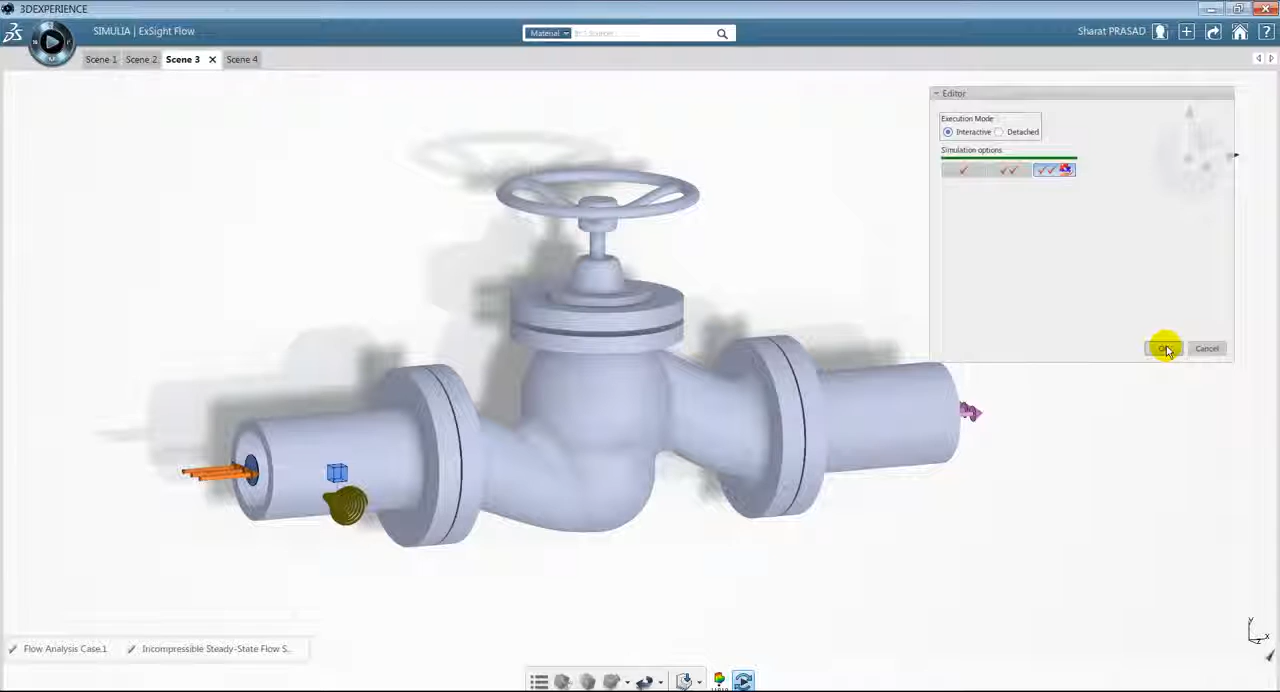 3DEXPERIENCE
SIMULIA | ExSight Flow
Material
Sharat PRASAD
Scene 1
Scene 2
Scene 3
Scene 4
Editor
Execution Mode
Interactive
Detached
Simulation options
Cancel
Flow Analysis Case.1
Incompressible Steady-State Flow S...
y
x
z